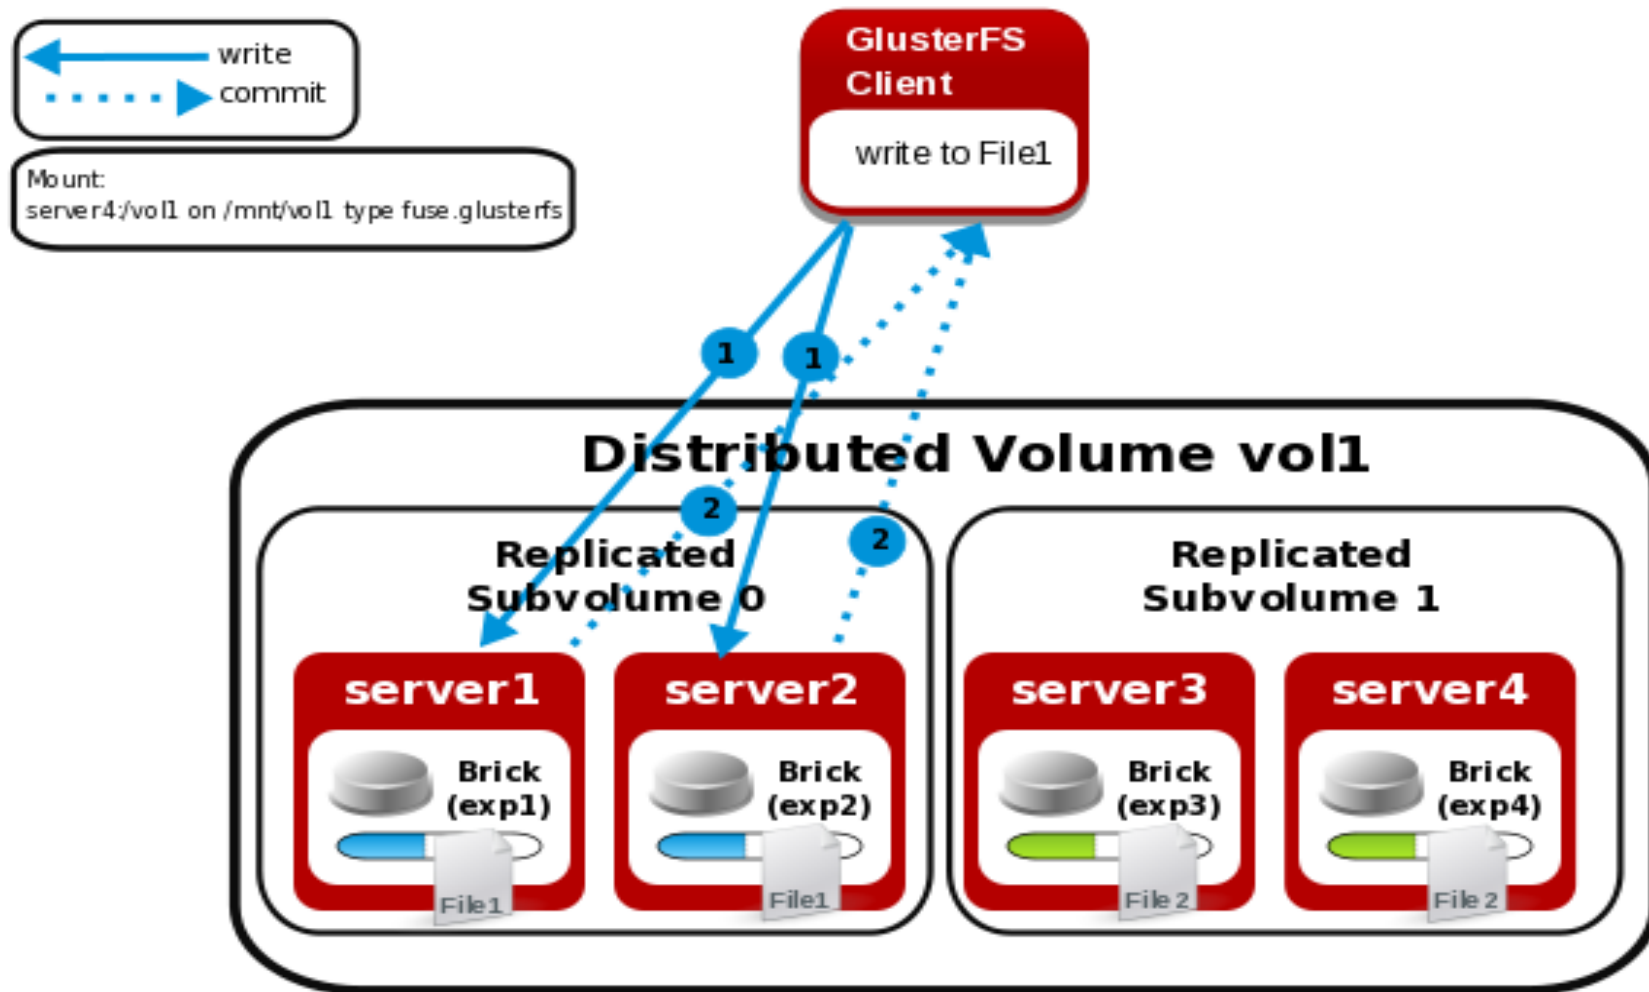 write
commit
Mount:
server4:/vol1 on /mnt/vol1 type fuse.glusterfs
GlusterFS
Client
write to File1
1
1
Distributed Volume vol1
2
2
Replicated
Subvolume 0
Replicated
Subvolume 1
server1
server2
server3
server4
Brick
(exp1)
Brick
(exp2)
Brick
(exp3)
Brick
(exp4)
File1
File1
File2
File2